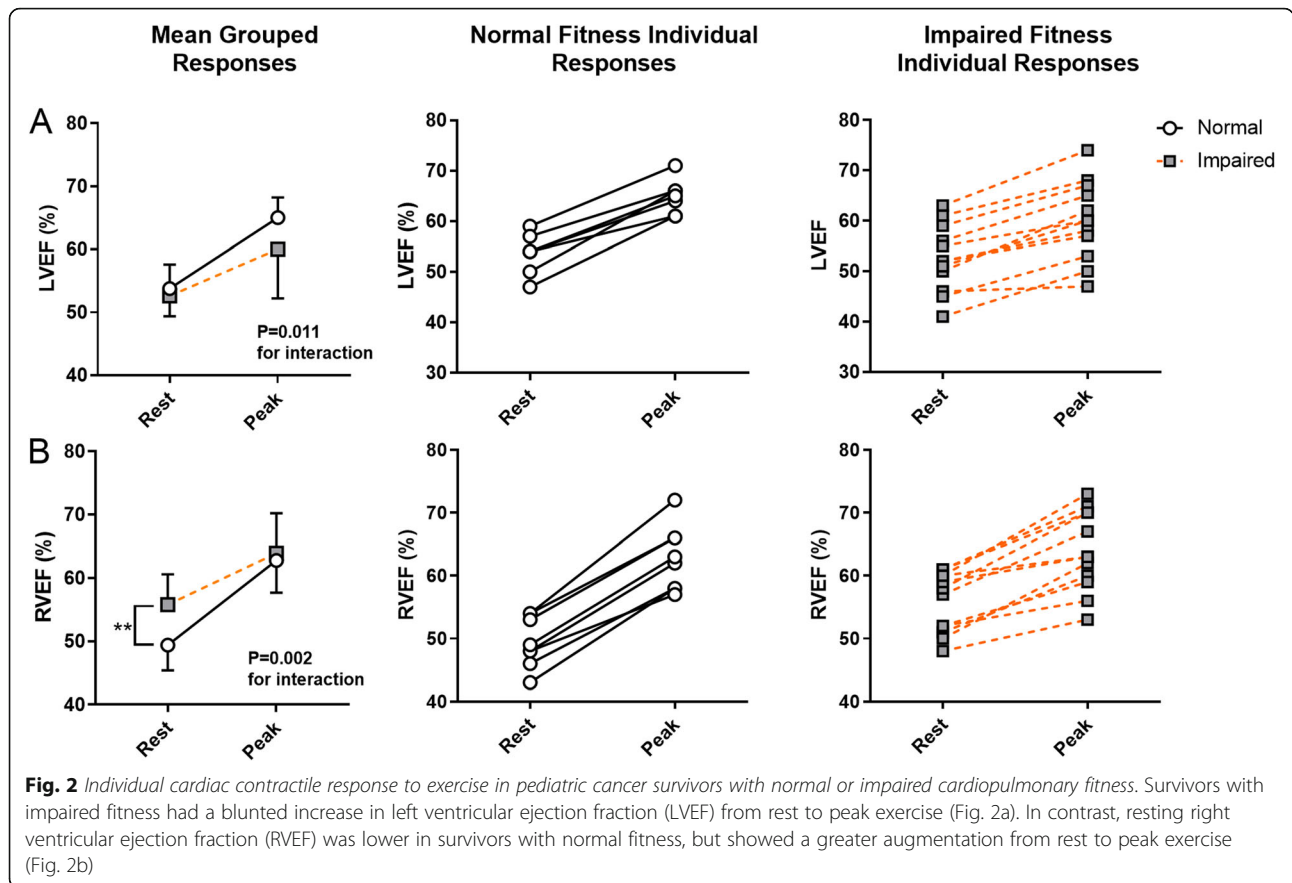 Mean Grouped
Responses
Normal Fitness Individual
Responses
Impaired Fitness
Individual Responses
A
80
70
60
50
40
LVEF (%)
Rest
Peak
P=0.011
for interaction
80
70
60
50
40
30
LVEF (%)
Rest
Peak
80
70
60
50
40
30
LVEF
Rest
Peak
Normal
Impaired
B
80
70
60
50
40
RVEF (%)
**
Rest
Peak
P=0.002
for interaction
80
70
60
50
40
RVEF (%)
Rest
Peak
80
70
60
50
40
RVEF (%)
Rest
Peak
Fig. 2 Individual cardiac contractile response to exercise in pediatric cancer survivors with normal or impaired cardiopulmonary fitness. Survivors with
impaired fitness had a blunted increase in left ventricular ejection fraction (LVEF) from rest to peak exercise (Fig. 2a). In contrast, resting right
ventricular ejection fraction (RVEF) was lower in survivors with normal fitness, but showed a greater augmentation from rest to peak exercise
(Fig. 2b)